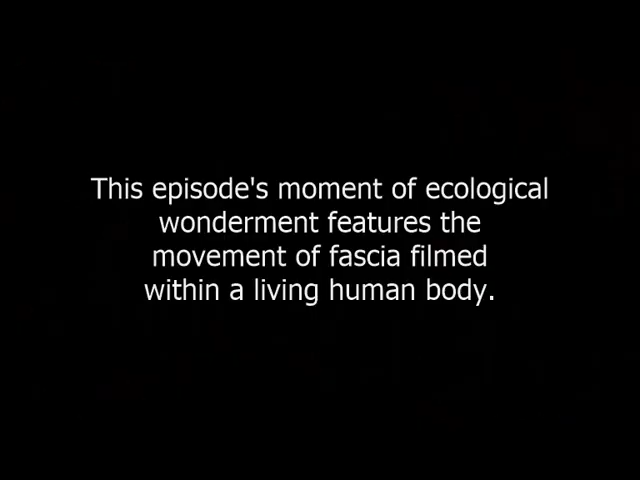 This episode's moment of ecological
wonderment features the
movement of fascia filmed
within a living human body.